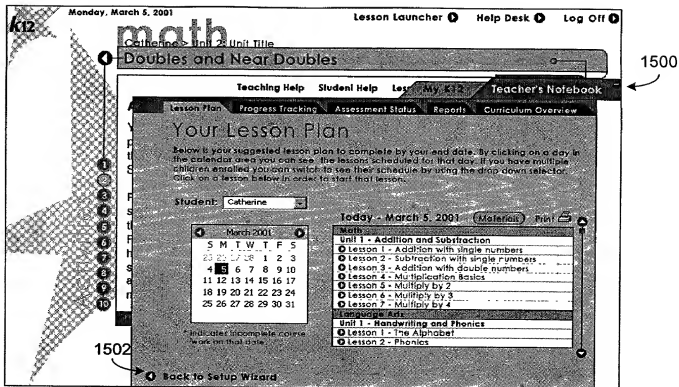 k12
Monday, March 5, 2001
Lesson Launcher
Help Desk
Log Off
math
Catherine > Unit 2: Unit Title
Doubles and Near Doubles
1500
Teaching Help
Student Help
My K12
Teacher's Notebook
Lesson Plan
Progress Tracking
Assessment Status
Reports
Curriculum Overview
Your Lesson Plan
Below is your suggested lesson plan to complete by your end date. By clicking on a day in
the calendar area you can see the lessons scheduled for that day. If you have multiple
children enrolled you can switch to see their schedule by using the drop down selector.
Click on a lesson below in order to start that lesson.
Student: Catherine
March 2001
S M T W T F S
25 26 27 28 1 2 3
4 5 6 7 8 9 10
11 12 13 14 15 16 17
18 19 20 21 22 23 24
25 26 27 28 29 30 31
* Indicates incomplete course
work on that date
Today - March 5, 2001
Materials
Print
Math
Unit 1 - Addition and Subtraction
Lesson 1 - Addition with single numbers
Lesson 2 - Subtraction with single numbers
Lesson 3 - Addition with double numbers
Lesson 4 - Multiplication Basics
Lesson 5 - Multiply by 2
Lesson 6 - Multiply by 3
Lesson 7 - Multiply by 4
Language Arts
Unit 1 - Handwriting and Phonics
Lesson 1 - The Alphabet
Lesson 2 - Phonics
1
3
4
5
6
7
8
9
10
1502
Back to Setup Wizard